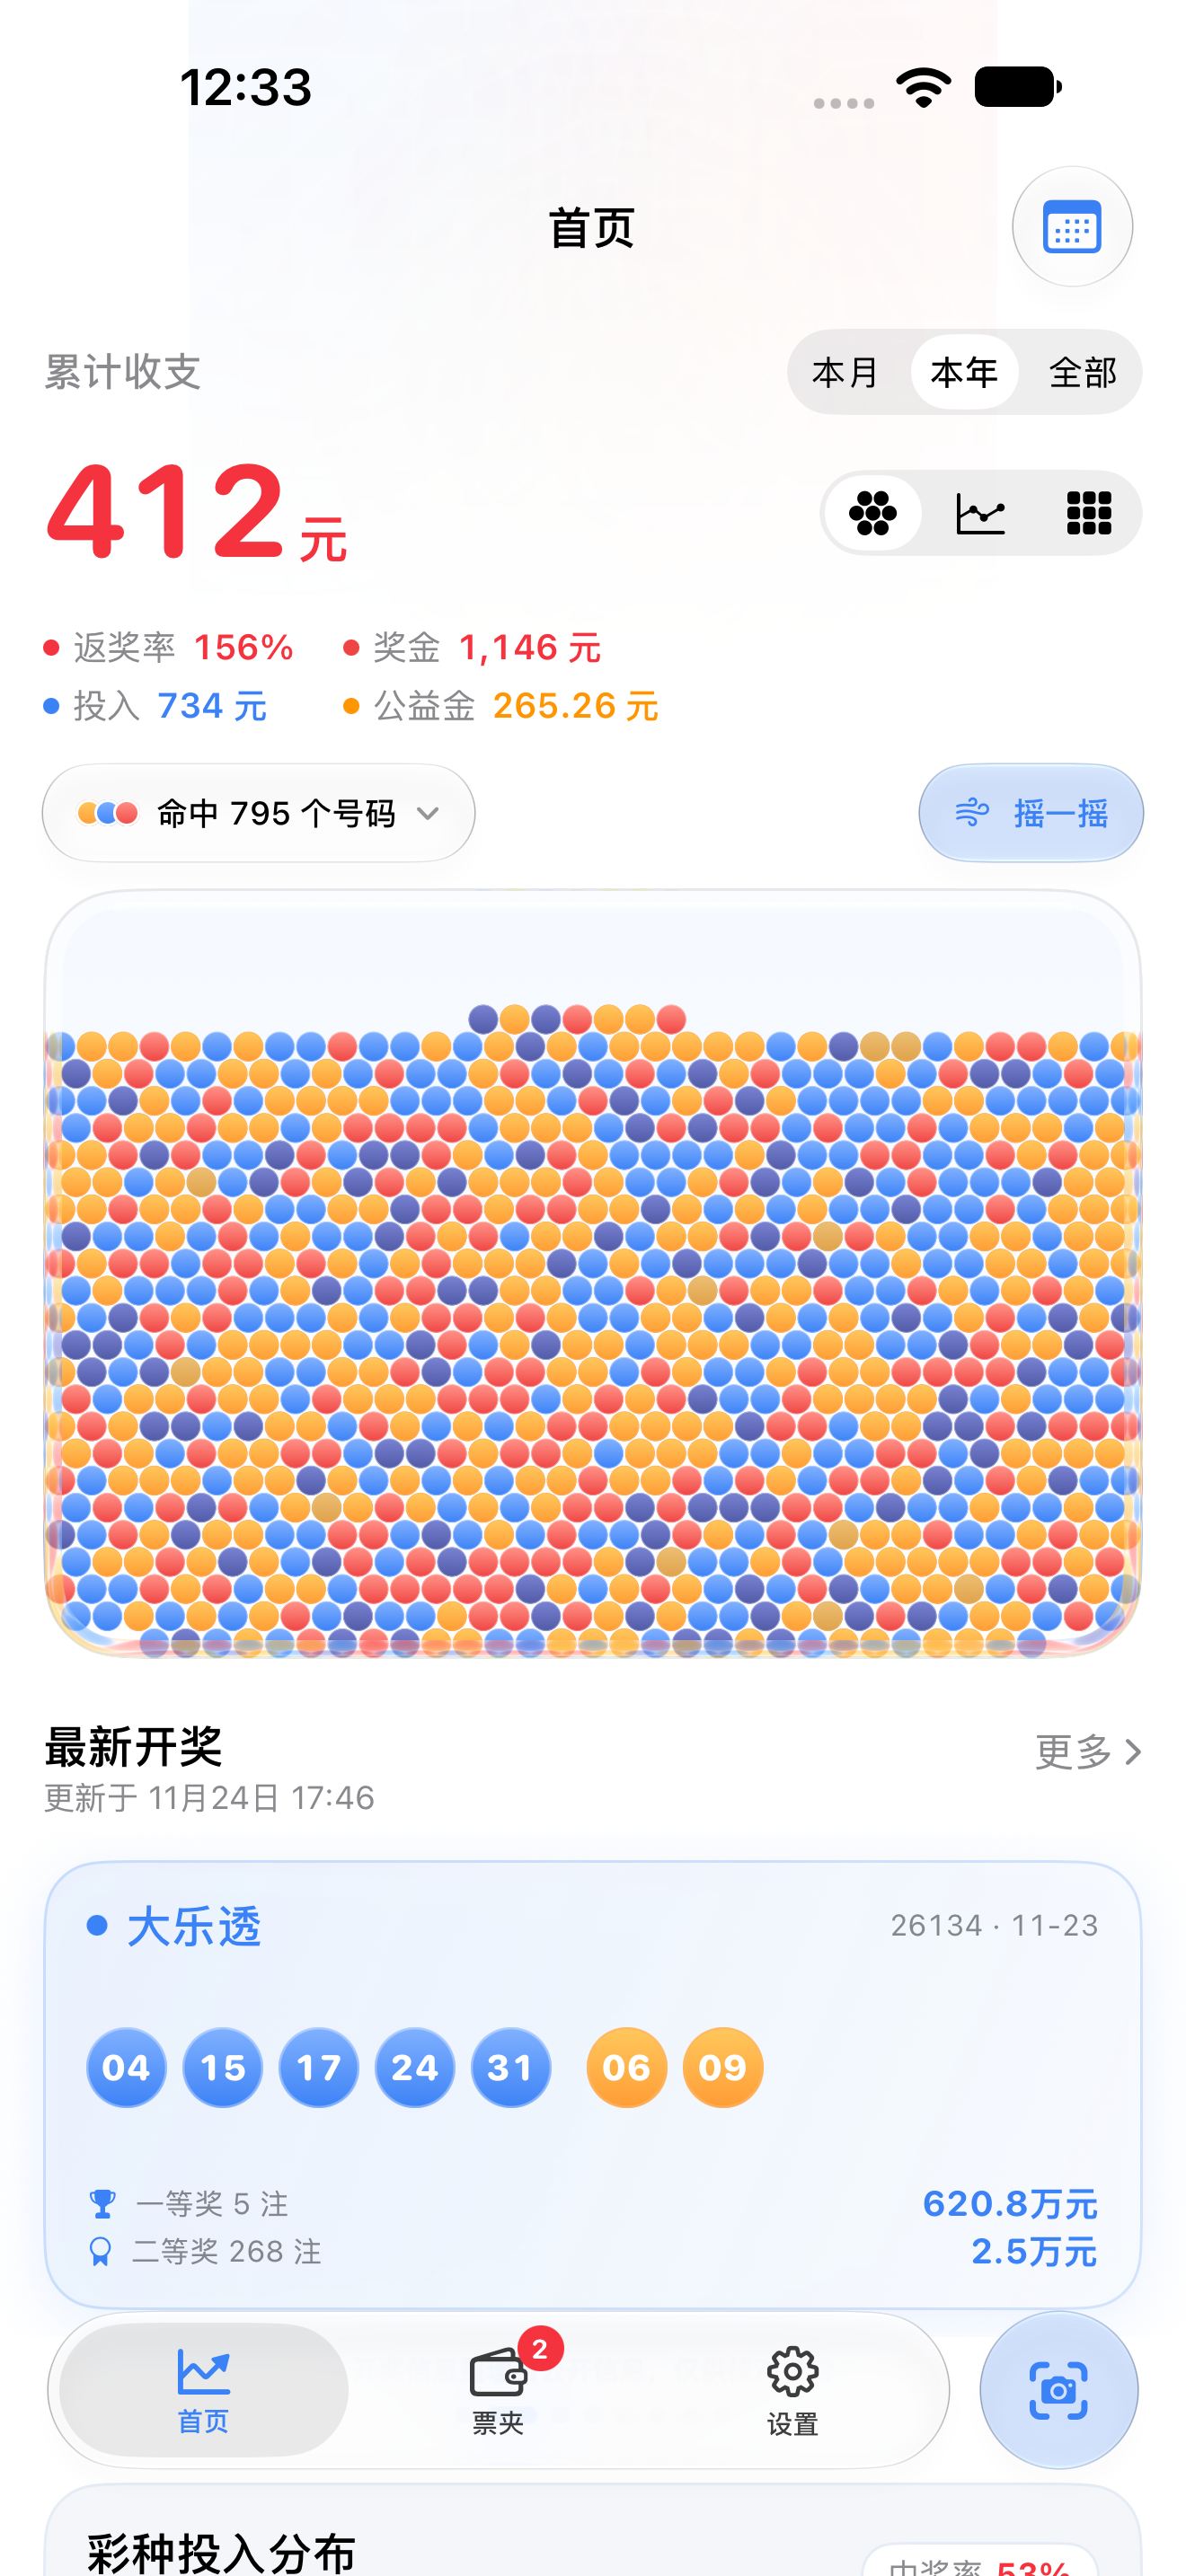 12:33
首页
累计收支
本月 本年 全部
412 元
返奖率 156% 奖金 1,146 元
投入 734 元 公益金 265.26 元
命中 795 个号码
摇一摇
最新开奖
更多
更新于 11月24日 17:46
大乐透
26134 · 11-23
04 15 17 24 31 06 09
一等奖 5 注 620.8万元
二等奖 268 注 2.5万元
2
首页 票夹 设置
彩种投入分布
中奖率 53%